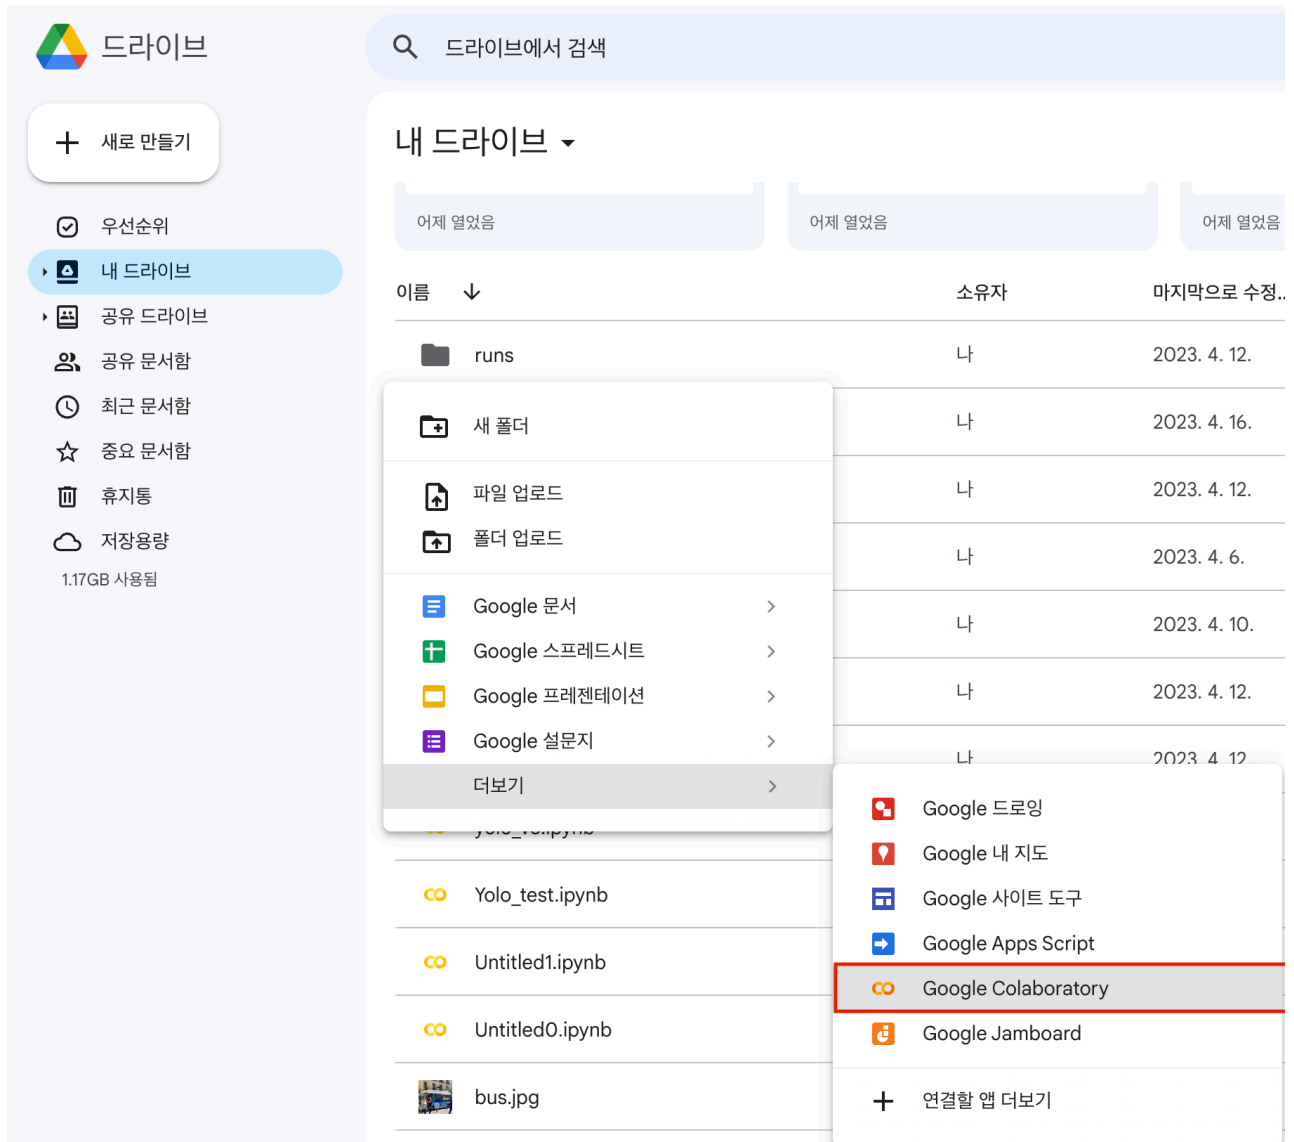 드라이브
드라이브에서 검색
새로 만들기
내 드라이브
우선순위
내 드라이브
공유 드라이브
공유 문서함
최근 문서함
중요 문서함
휴지통
저장용량
1.17GB 사용됨
어제 열었음
어제 열었음
어제 열었음
이름
소유자
마지막으로 수정..
runs
나
2023. 4. 12.
나
2023. 4. 16.
나
2023. 4. 12.
나
2023. 4. 6.
나
2023. 4. 10.
나
2023. 4. 12.
나
2023. 4. 12.
새 폴더
파일 업로드
폴더 업로드
Google 문서
Google 스프레드시트
Google 프레젠테이션
Google 설문지
더보기
Google 드로잉
Google 내 지도
Google 사이트 도구
Google Apps Script
Google Colaboratory
Google Jamboard
연결할 앱 더보기
Yolo_test.ipynb
Untitled1.ipynb
Untitled0.ipynb
bus.jpg